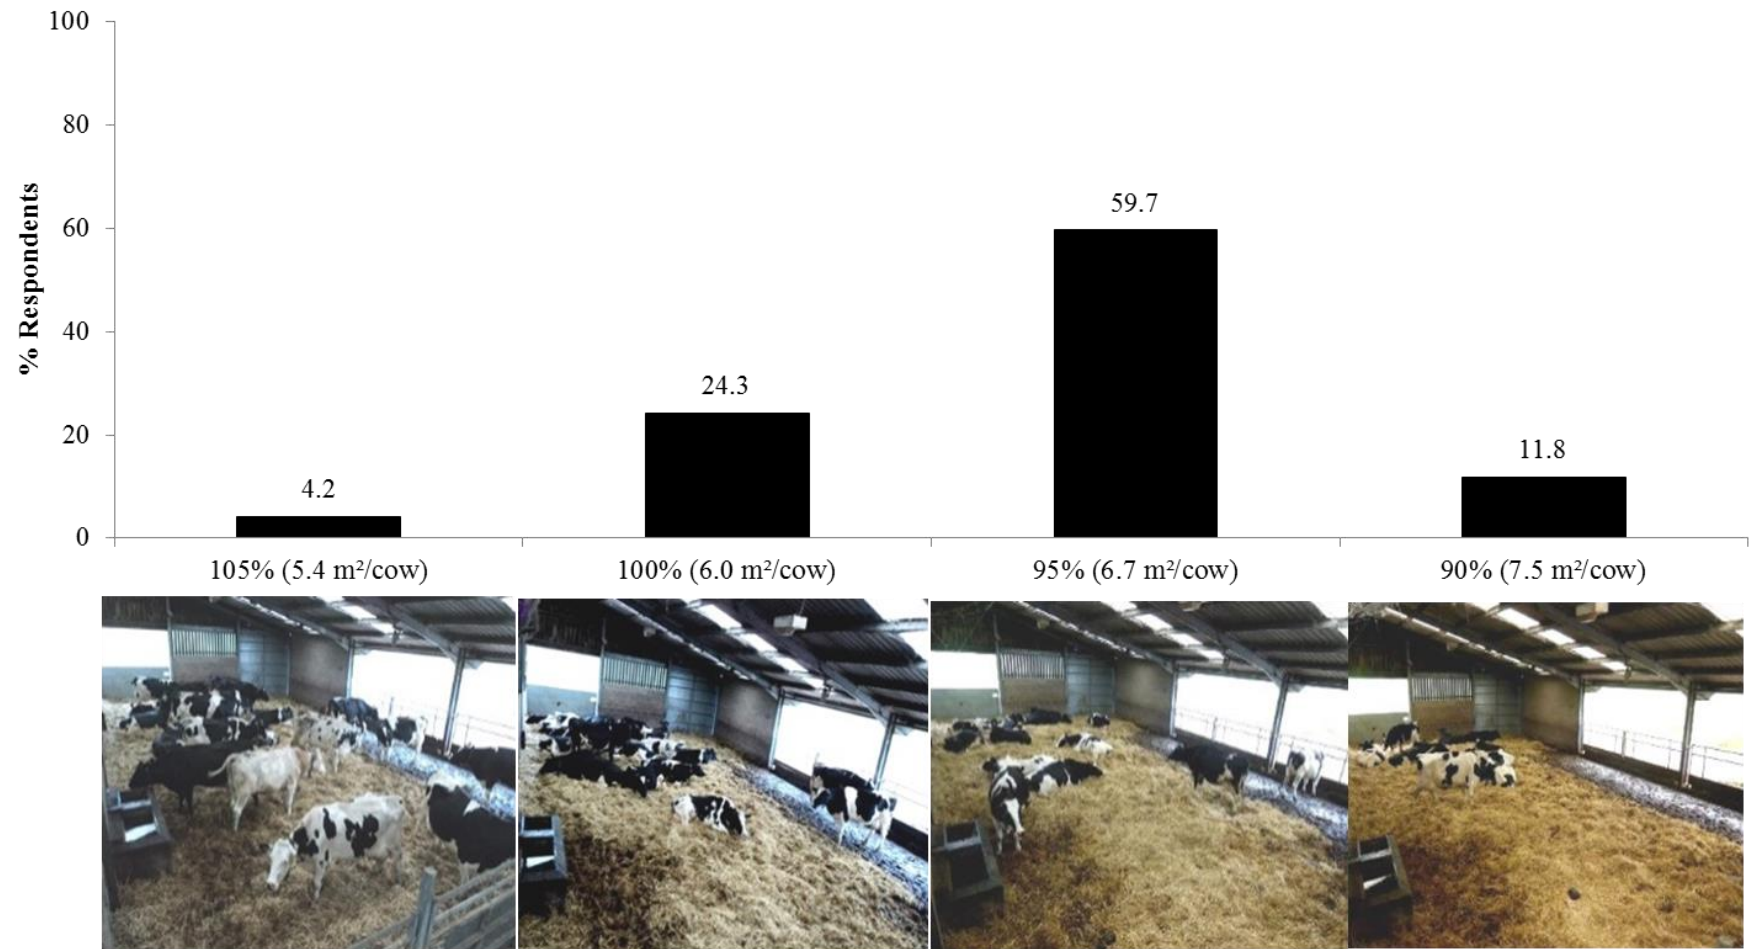 100
80
60
40
20
0
% Respondents
4.2
24.3
59.7
11.8
105% (5.4 m²/cow)
100% (6.0 m²/cow)
95% (6.7 m²/cow)
90% (7.5 m²/cow)